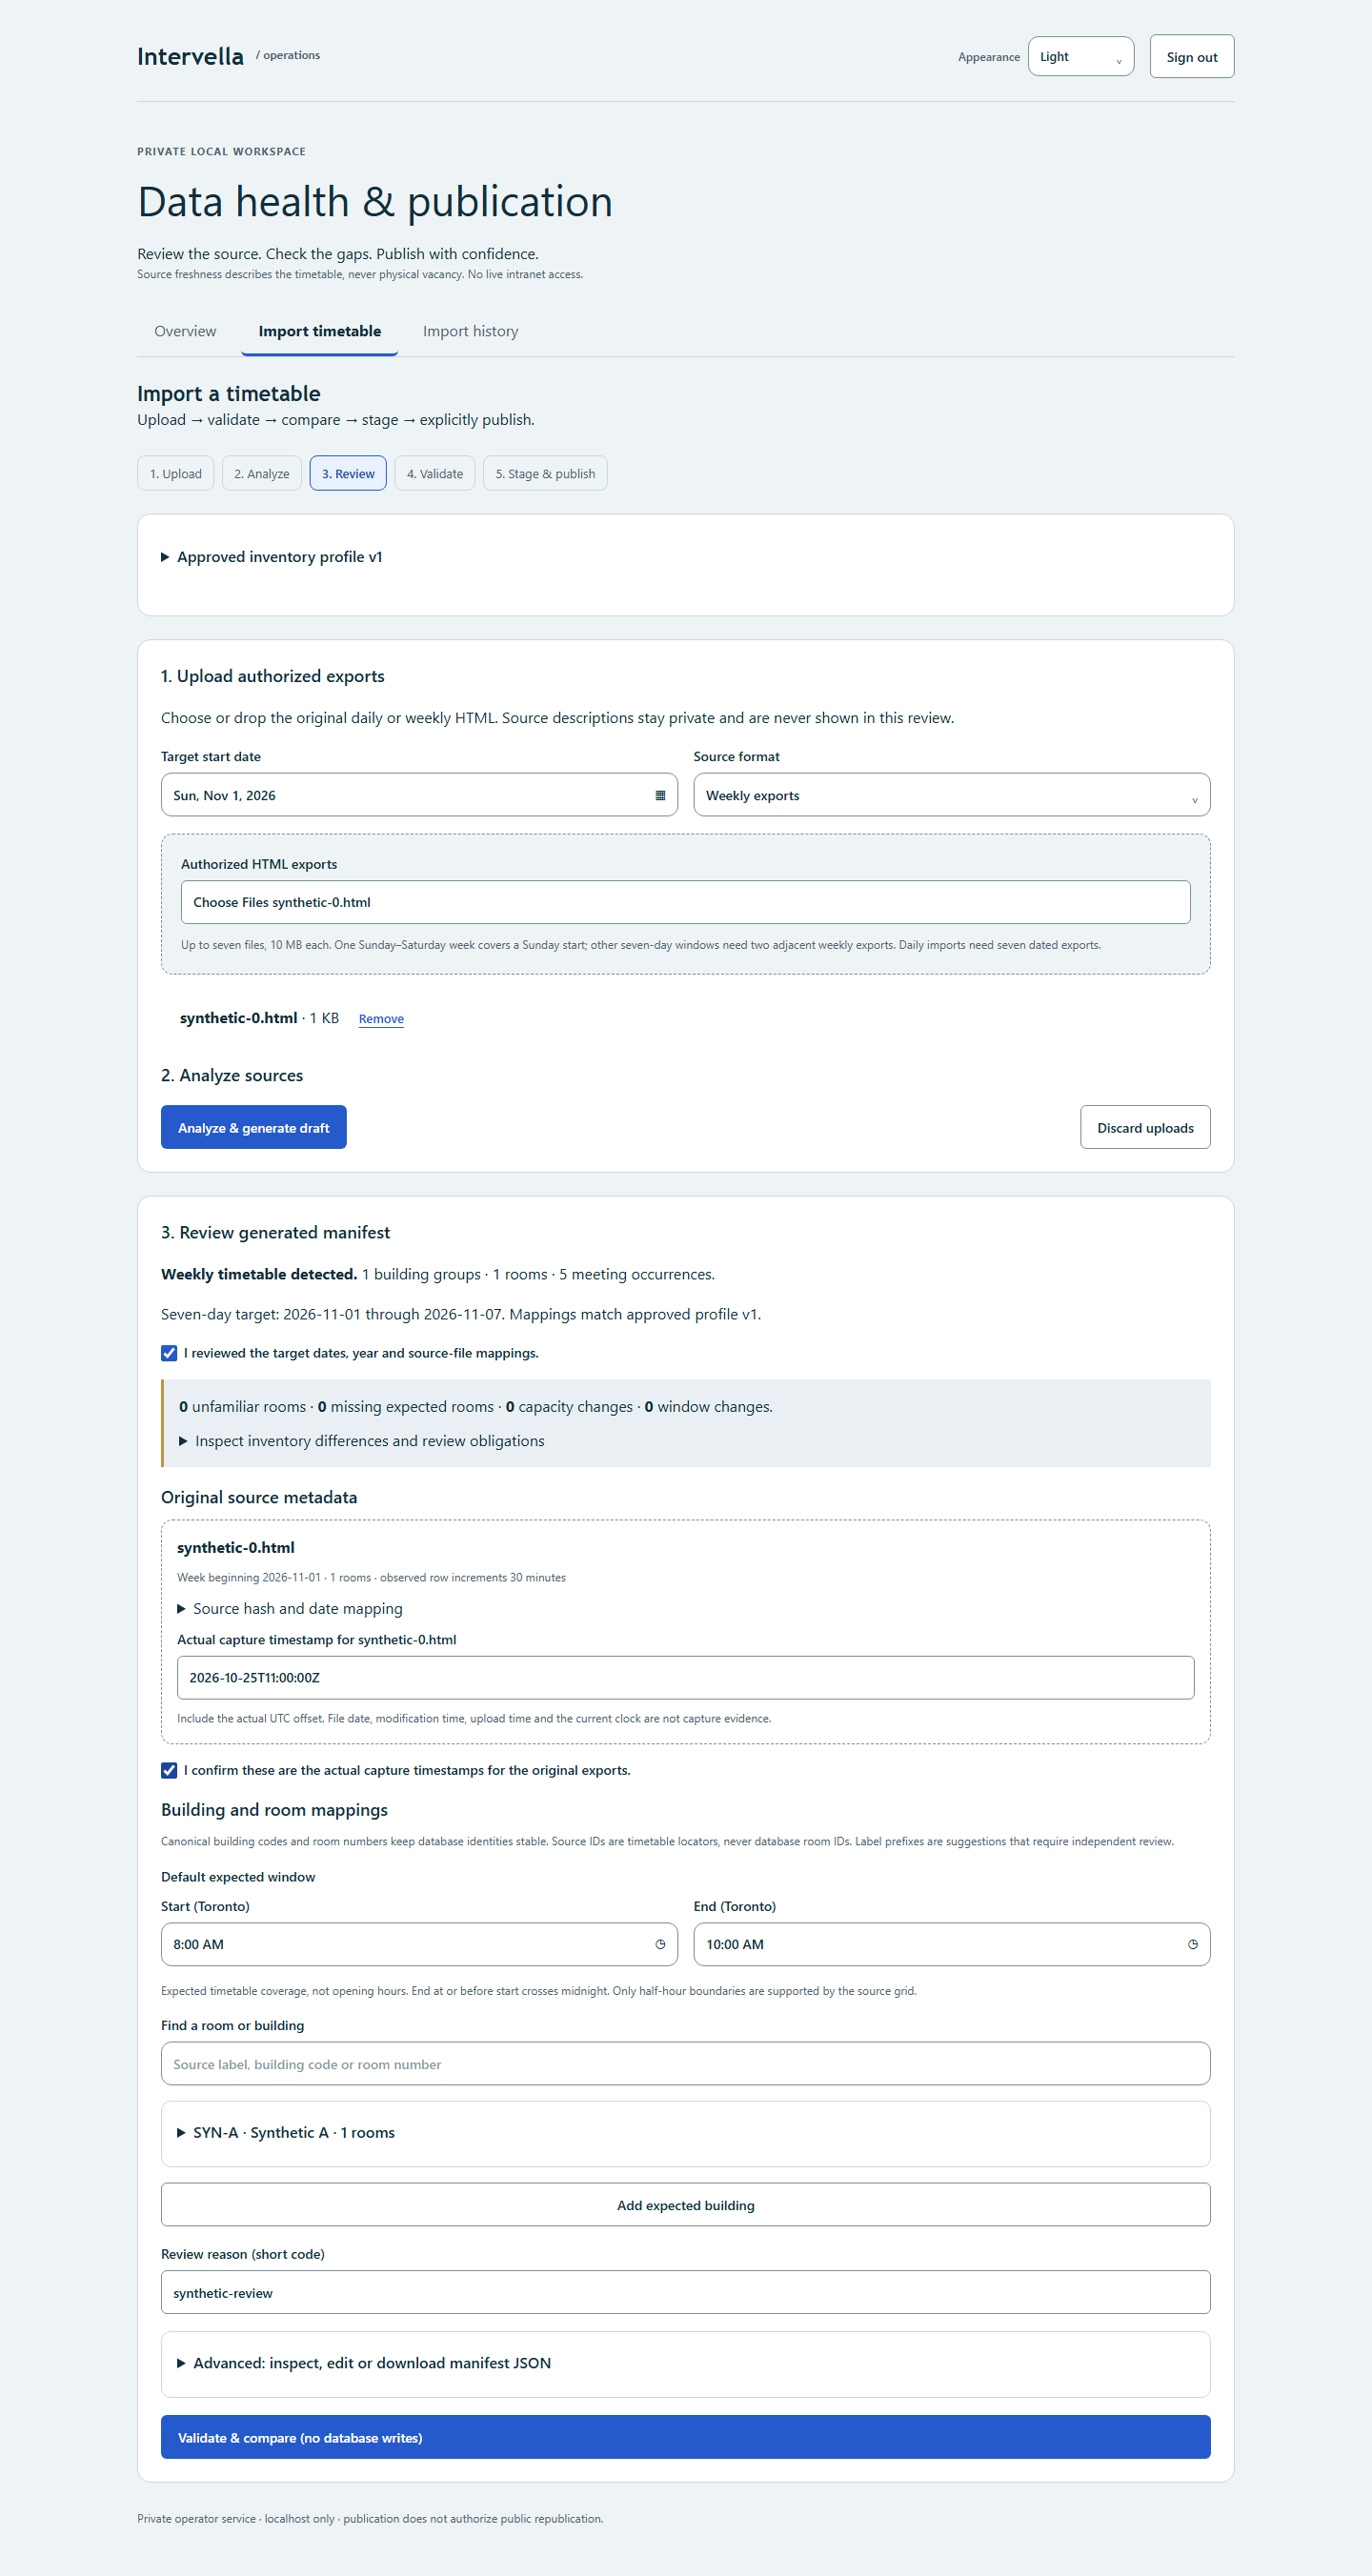 Intervella / operations
Appearance Light Sign out
PRIVATE LOCAL WORKSPACE
Data health & publication
Review the source. Check the gaps. Publish with confidence.
Source freshness describes the timetable, never physical vacancy. No live intranet access.
Overview Import timetable Import history
Import a timetable
Upload → validate → compare → stage → explicitly publish.
1. Upload 2. Analyze 3. Review 4. Validate 5. Stage & publish
Approved inventory profile v1
1. Upload authorized exports
Choose or drop the original daily or weekly HTML. Source descriptions stay private and are never shown in this review.
Target start date Source format
Sun, Nov 1, 2026 Weekly exports
Authorized HTML exports
Choose Files synthetic-0.html
Up to seven files, 10 MB each. One Sunday–Saturday week covers a Sunday start; other seven-day windows need two adjacent weekly exports. Daily imports need seven dated exports.
synthetic-0.html · 1 KB Remove
2. Analyze sources
Analyze & generate draft Discard uploads
3. Review generated manifest
Weekly timetable detected. 1 building groups · 1 rooms · 5 meeting occurrences.
Seven-day target: 2026-11-01 through 2026-11-07. Mappings match approved profile v1.
I reviewed the target dates, year and source-file mappings.
0 unfamiliar rooms · 0 missing expected rooms · 0 capacity changes · 0 window changes.
Inspect inventory differences and review obligations
Original source metadata
synthetic-0.html
Week beginning 2026-11-01 · 1 rooms · observed row increments 30 minutes
Source hash and date mapping
Actual capture timestamp for synthetic-0.html
2026-10-25T11:00:00Z
Include the actual UTC offset. File date, modification time, upload time and the current clock are not capture evidence.
I confirm these are the actual capture timestamps for the original exports.
Building and room mappings
Canonical building codes and room numbers keep database identities stable. Source IDs are timetable locators, never database room IDs. Label prefixes are suggestions that require independent review.
Default expected window
Start (Toronto) End (Toronto)
8:00 AM 10:00 AM
Expected timetable coverage, not opening hours. End at or before start crosses midnight. Only half-hour boundaries are supported by the source grid.
Find a room or building
Source label, building code or room number
SYN-A · Synthetic A · 1 rooms
Add expected building
Review reason (short code)
synthetic-review
Advanced: inspect, edit or download manifest JSON
Validate & compare (no database writes)
Private operator service · localhost only · publication does not authorize public republication.